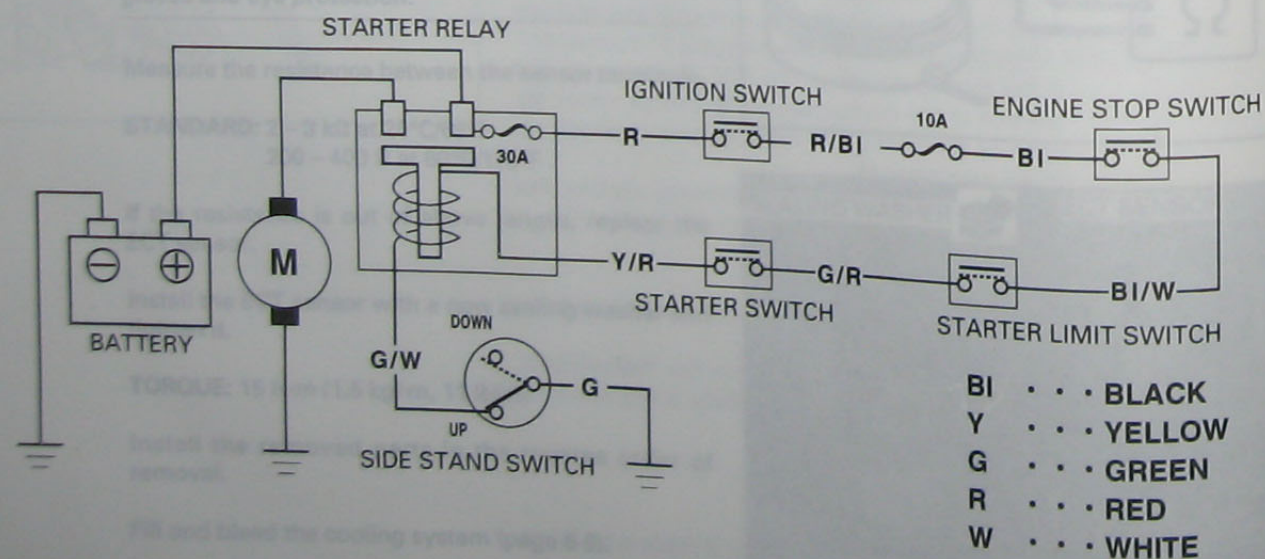 STARTER RELAY
IGNITION SWITCH
ENGINE STOP SWITCH
10A
30A
R
R/Bl
Bl
M
Y/R
G/R
Bl/W
STARTER SWITCH
STARTER LIMIT SWITCH
BATTERY
G/W
DOWN
G
UP
SIDE STAND SWITCH
Bl · · · BLACK
Y · · · YELLOW
G · · · GREEN
R · · · RED
W · · · WHITE